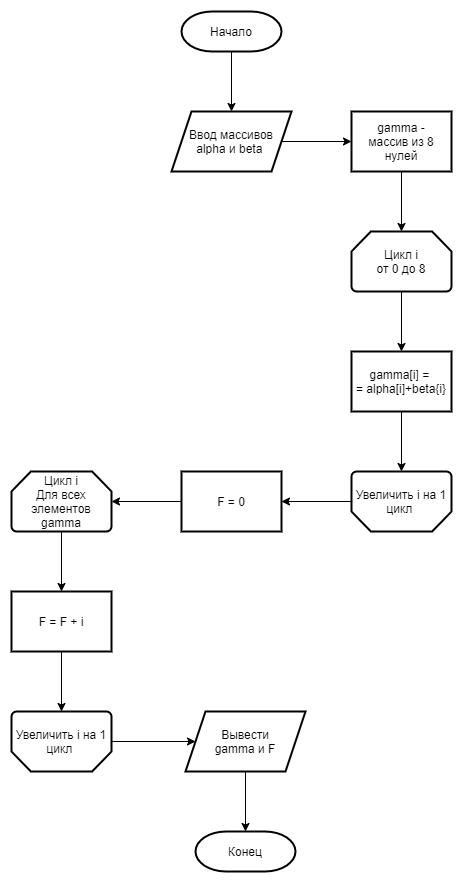 Начало
Ввод массивов
alpha и beta
gamma -
массив из 8
нулей
Цикл i
от 0 до 8
gamma[i] =
= alpha[i]+beta{i}
Увеличить i на 1
цикл
F = 0
Цикл i
Для всех
элементов
gamma
F = F + i
Увеличить i на 1
цикл
Вывести
gamma и F
Конец